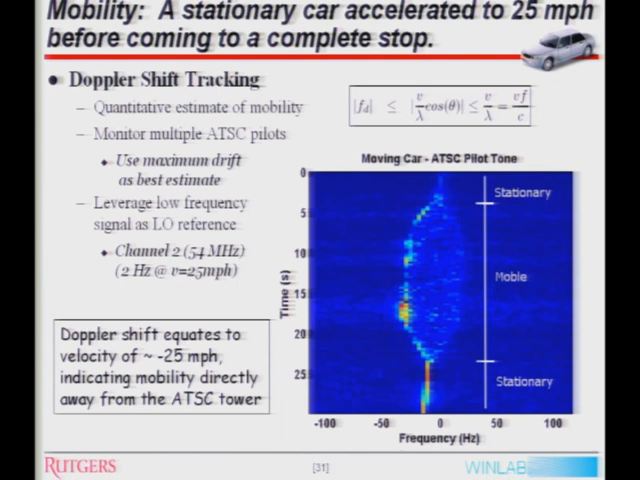 Mobility: A stationary car accelerated to 25 mph
before coming to a complete stop.
• Doppler Shift Tracking
– Quantitative estimate of mobility
– Monitor multiple ATSC pilots
◆ Use maximum drift
as best estimate
– Leverage low frequency
signal as LO reference
◆ Channel 2 (54 MHz)
(2 Hz @ v=25mph)
Doppler shift equates to
velocity of ~ -25 mph,
indicating mobility directly
away from the ATSC tower
|f_d| ≤ |v/λ cos(θ)| ≤ v/λ = vf/c
Moving Car - ATSC Pilot Tone
0
5
10
15
20
25
Time (s)
Stationary
Moble
Stationary
-100 -50 0 50 100
Frequency (Hz)
RUTGERS
[31]
WINLAB